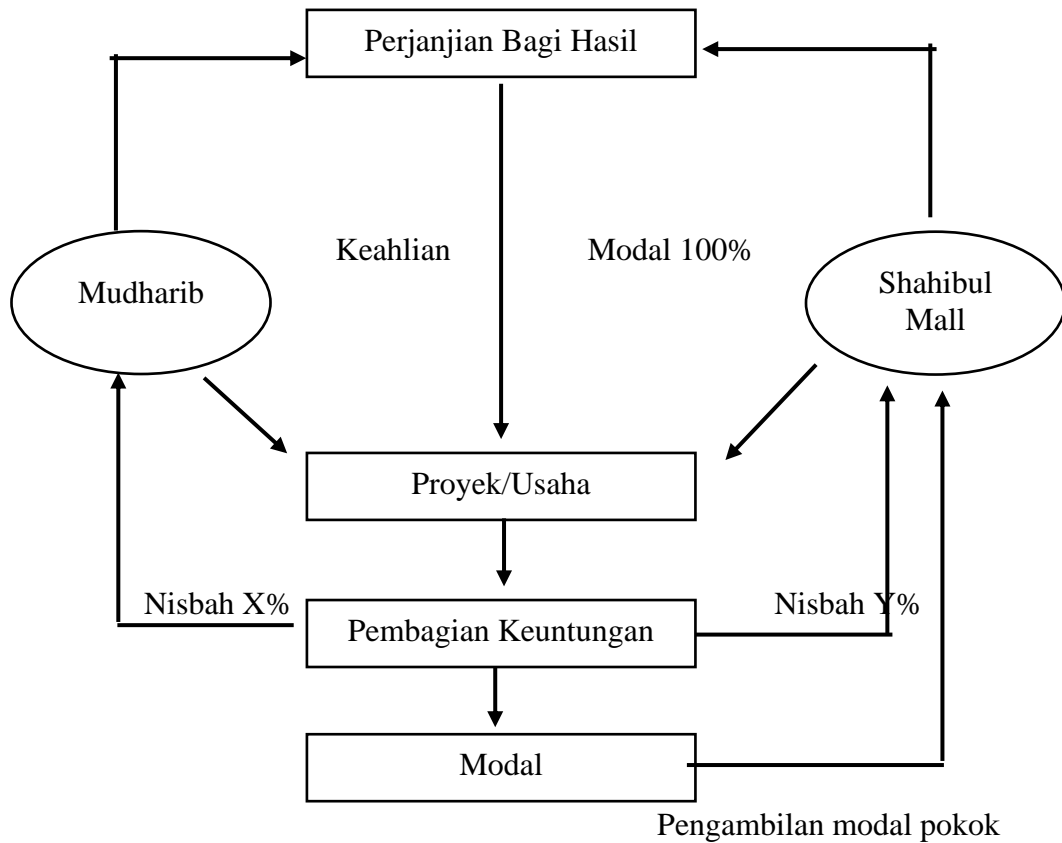 Perjanjian Bagi Hasil
Keahlian
Modal 100%
Mudharib
Shahibul
Mall
Proyek/Usaha
Nisbah X%
Nisbah Y%
Pembagian Keuntungan
Modal
Pengambilan modal pokok